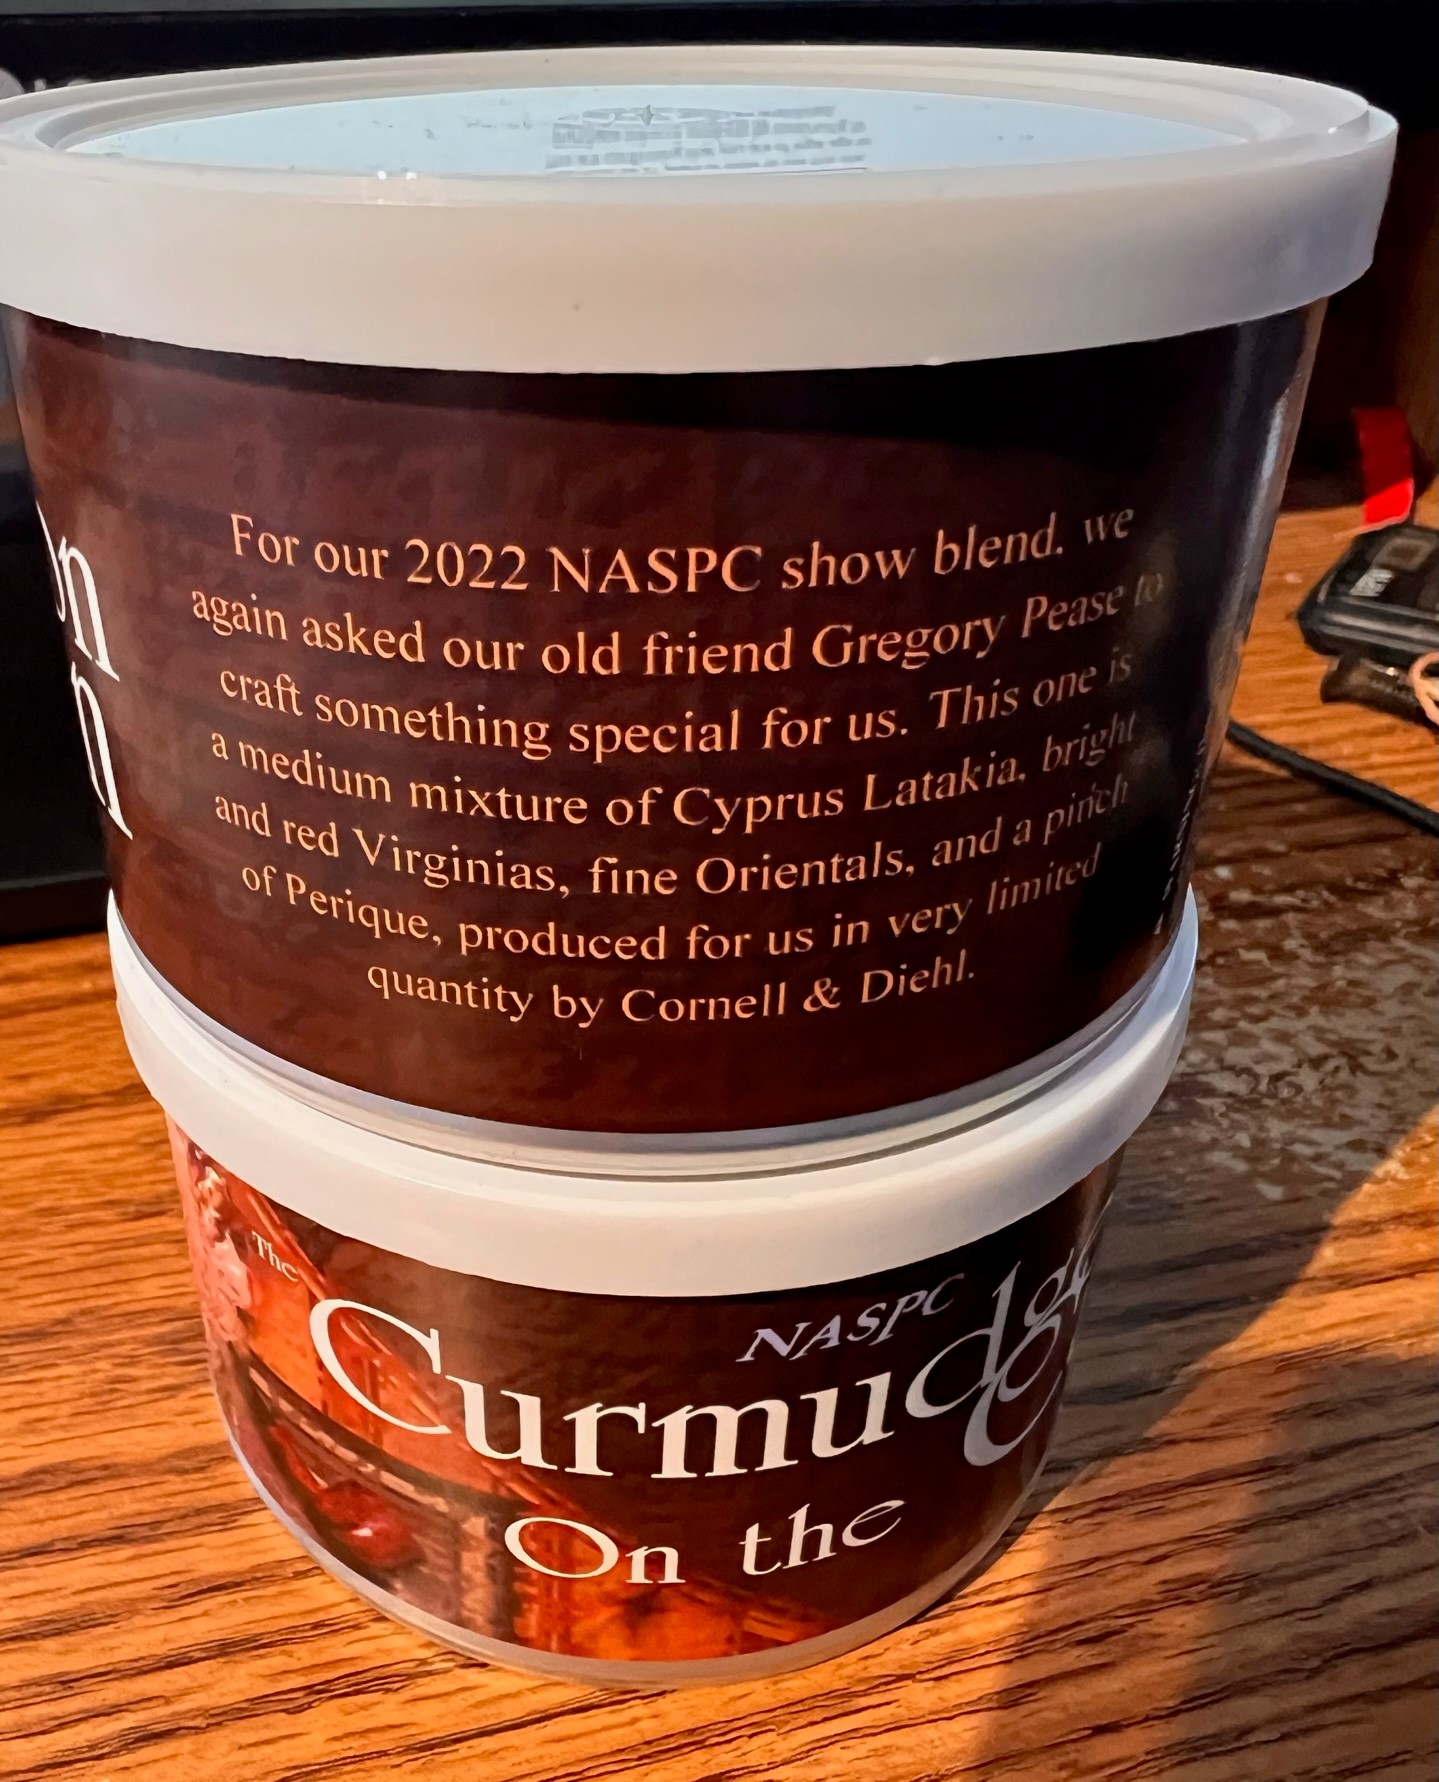 on
n
For our 2022 NASPC show blend, we
again asked our old friend Gregory Pease to
craft something special for us. This one is
a medium mixture of Cyprus Latakia, bright
and red Virginias, fine Orientals, and a pinch
of Perique, produced for us in very limited
quantity by Cornell & Diehl.
The
NASPC
Curmudge
C
On the